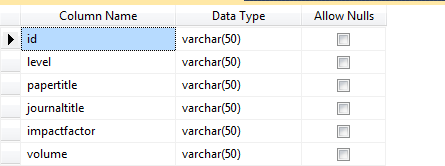 Column Name Data Type Allow Nulls
id varchar(50)
level varchar(50)
papertitle varchar(50)
journaltitle varchar(50)
impactfactor varchar(50)
volume varchar(50)